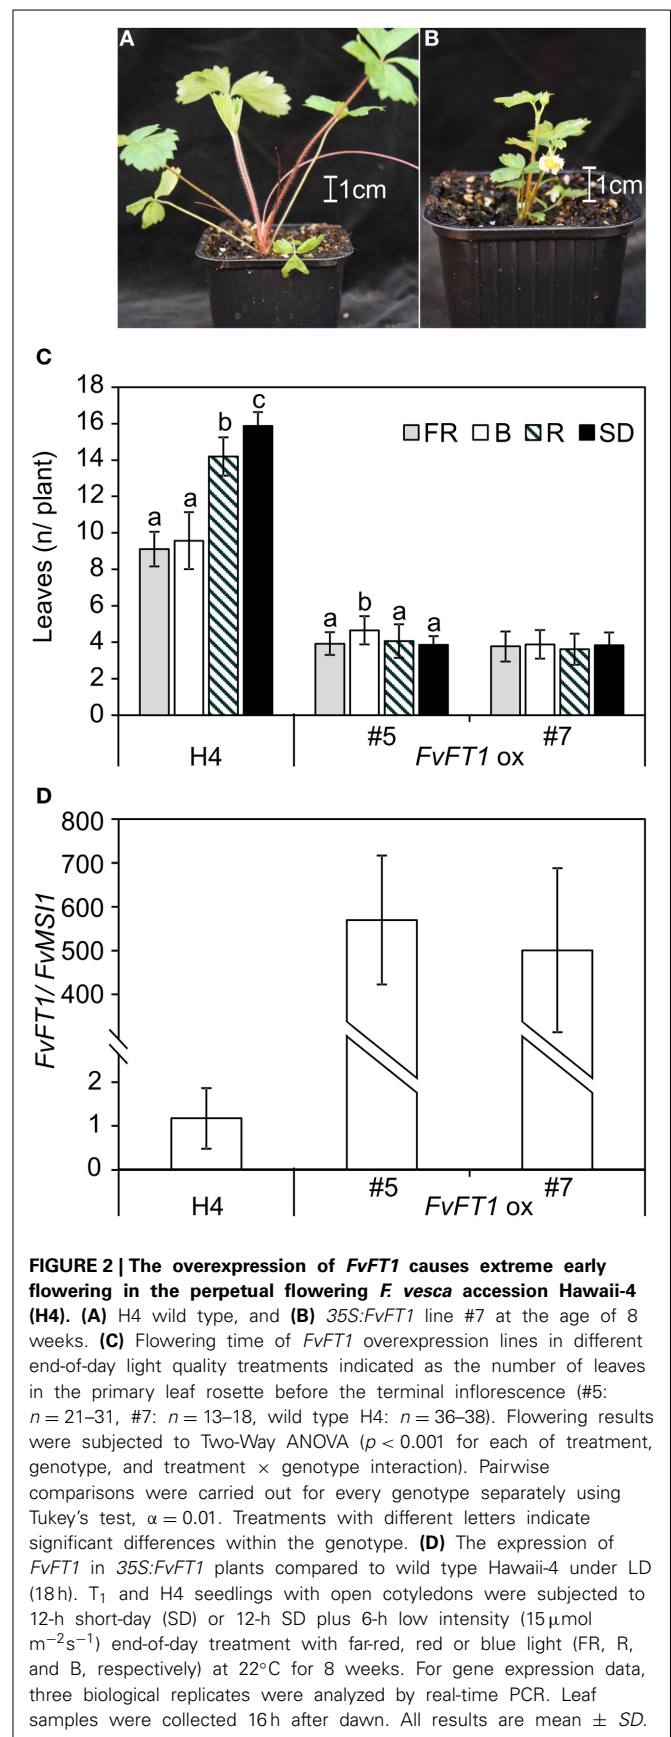 A
B
1cm
1cm
C
18
16
14
12
10
8
6
4
2
0
Leaves (n/ plant)
a
a
b
c
a
b
a
a
FR B R SD
#5
#7
H4
FvFT1 ox
D
800
700
600
500
400
2
1
0
FvFT1/ FvMSI1
#5
#7
H4
FvFT1 ox
FIGURE 2 | The overexpression of FvFT1 causes extreme early
flowering in the perpetual flowering F. vesca accession Hawaii-4
(H4). (A) H4 wild type, and (B) 35S:FvFT1 line #7 at the age of 8
weeks. (C) Flowering time of FvFT1 overexpression lines in different
end-of-day light quality treatments indicated as the number of leaves
in the primary leaf rosette before the terminal inflorescence (#5:
n = 21–31, #7: n = 13–18, wild type H4: n = 36–38). Flowering results
were subjected to Two-Way ANOVA (p < 0.001 for each of treatment,
genotype, and treatment × genotype interaction). Pairwise
comparisons were carried out for every genotype separately using
Tukey's test, α = 0.01. Treatments with different letters indicate
significant differences within the genotype. (D) The expression of
FvFT1 in 35S:FvFT1 plants compared to wild type Hawaii-4 under LD
(18 h). T₁ and H4 seedlings with open cotyledons were subjected to
12-h short-day (SD) or 12-h SD plus 6-h low intensity (15 μmol
m⁻²s⁻¹) end-of-day treatment with far-red, red or blue light (FR, R,
and B, respectively) at 22°C for 8 weeks. For gene expression data,
three biological replicates were analyzed by real-time PCR. Leaf
samples were collected 16 h after dawn. All results are mean ± SD.